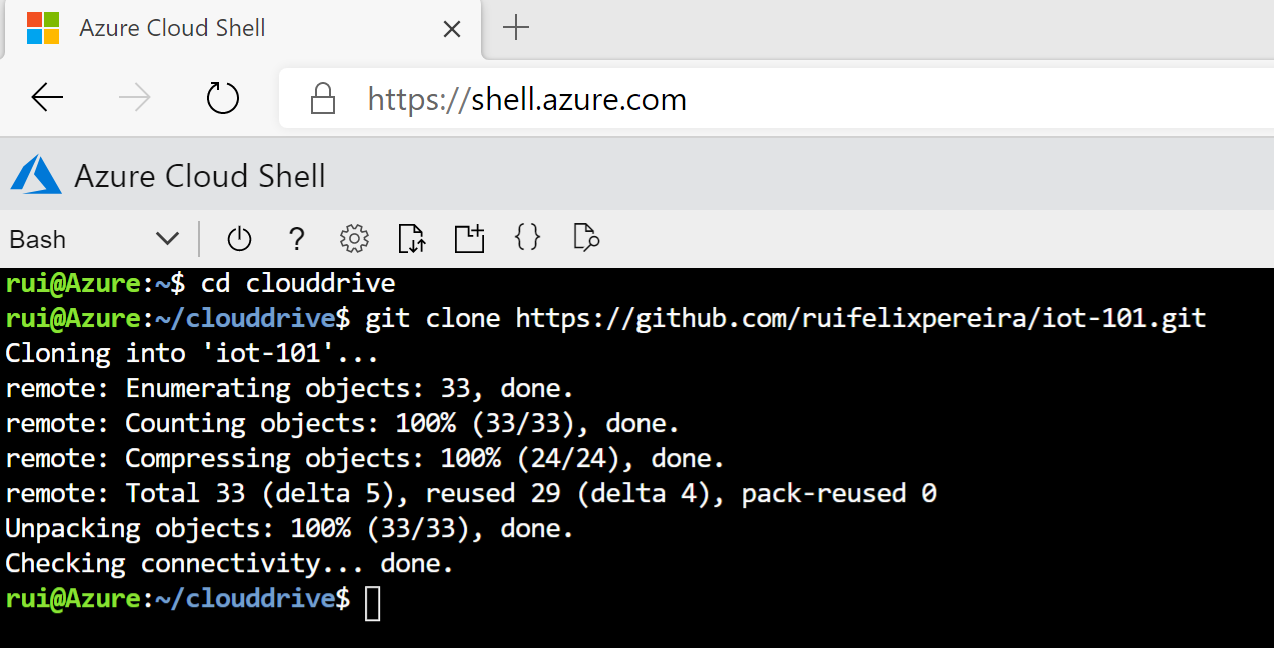 Azure Cloud Shell
https://shell.azure.com
Azure Cloud Shell
Bash
rui@Azure:~$ cd clouddrive
rui@Azure:~/clouddrive$ git clone https://github.com/ruifelixpereira/iot-101.git
Cloning into 'iot-101'...
remote: Enumerating objects: 33, done.
remote: Counting objects: 100% (33/33), done.
remote: Compressing objects: 100% (24/24), done.
remote: Total 33 (delta 5), reused 29 (delta 4), pack-reused 0
Unpacking objects: 100% (33/33), done.
Checking connectivity... done.
rui@Azure:~/clouddrive$